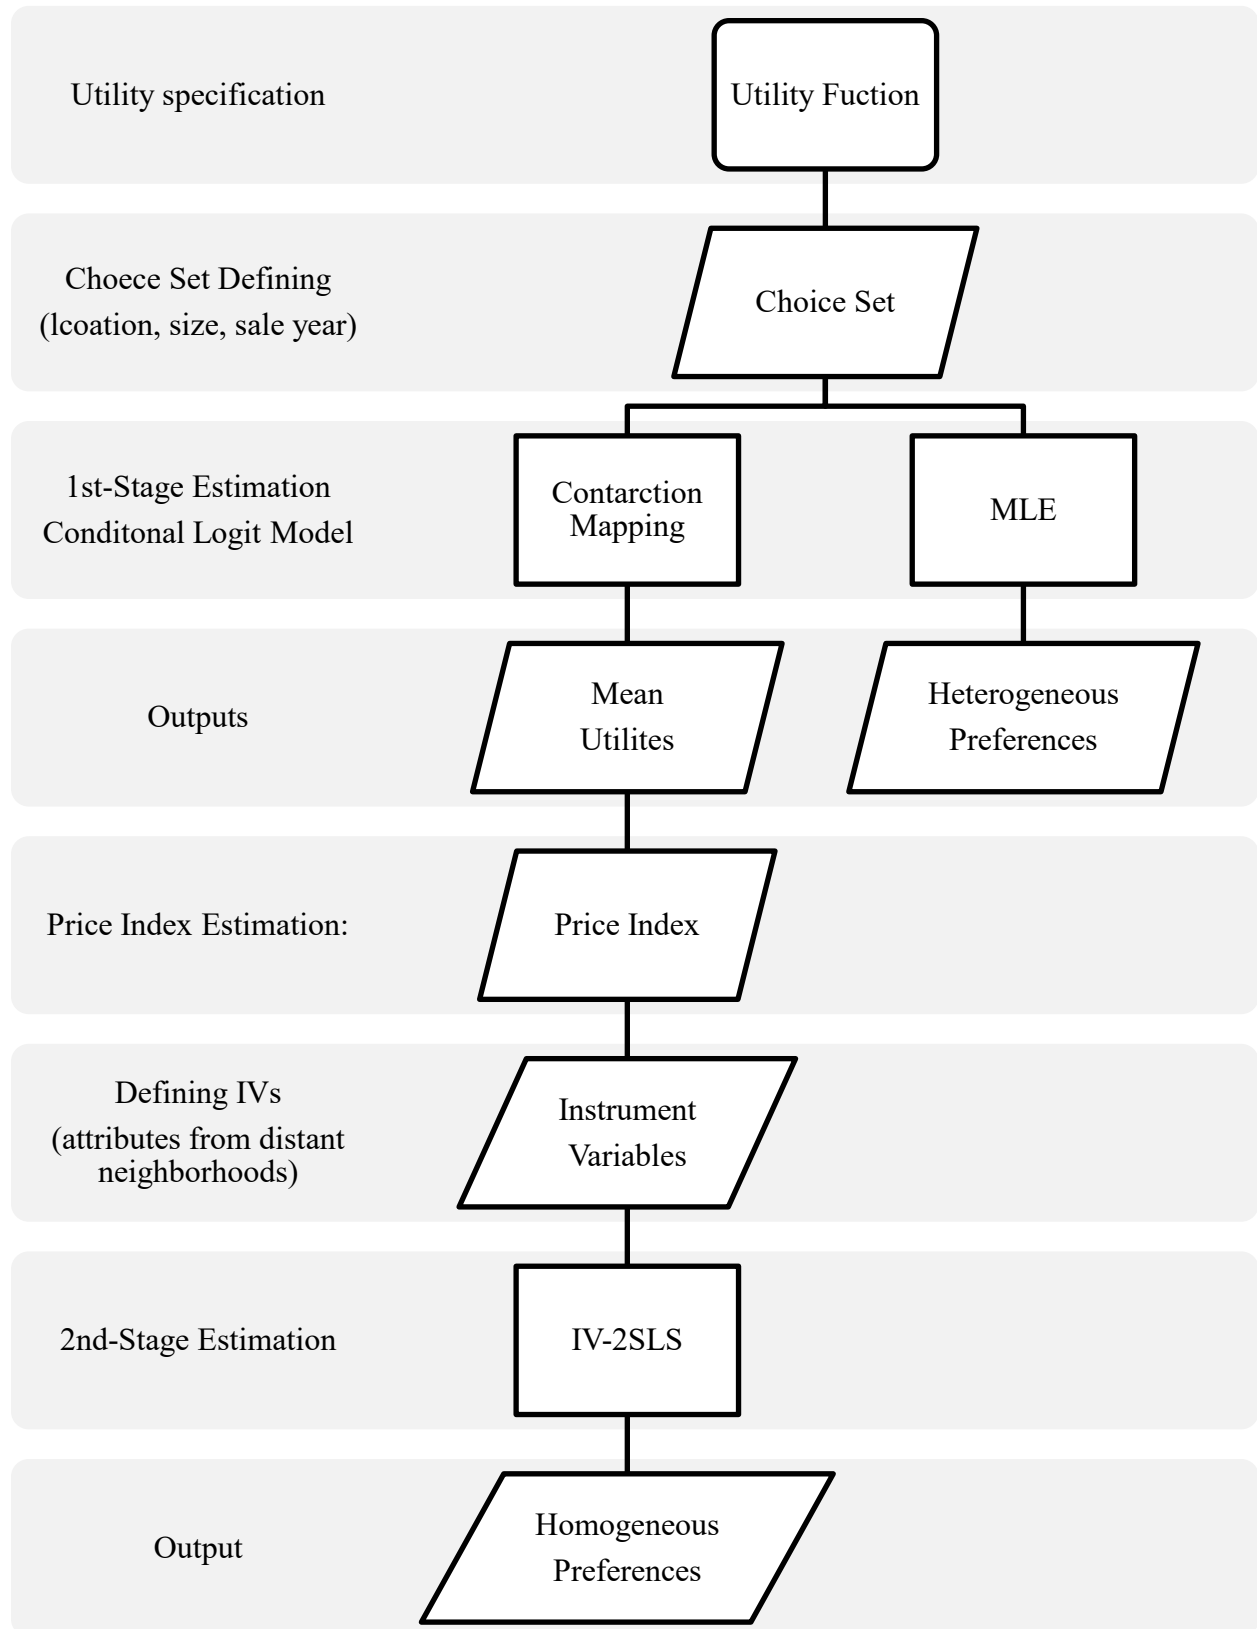 Utility specification
Utility Fuction
Choece Set Defining
(lcoation, size, sale year)
Choice Set
1st-Stage Estimation
Conditonal Logit Model
Contarction
Mapping
MLE
Outputs
Mean
Utilites
Heterogeneous
Preferences
Price Index Estimation:
Price Index
Defining IVs
(attributes from distant
neighborhoods)
Instrument
Variables
2nd-Stage Estimation
IV-2SLS
Output
Homogeneous
Preferences